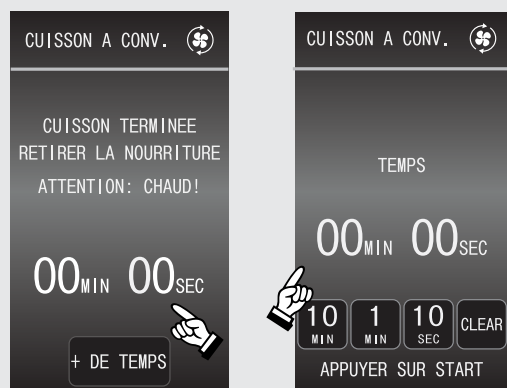 CUISSON A CONV.
CUISSON TERMINEE
RETIRER LA NOURRITURE
ATTENTION: CHAUD!
00MIN 00SEC
+ DE TEMPS
CUISSON A CONV.
TEMPS
00MIN 00SEC
10 MIN 1 MIN 10 SEC CLEAR
APPUYER SUR START